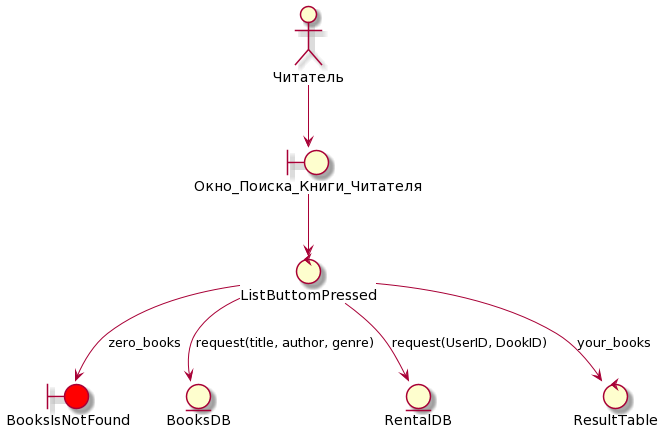 Читатель
Окно_Поиска_Книги_Читателя
ListButtomPressed
zero_books
request(title, author, genre)
request(UserID, DookID)
your_books
BooksIsNotFound
BooksDB
RentalDB
ResultTable